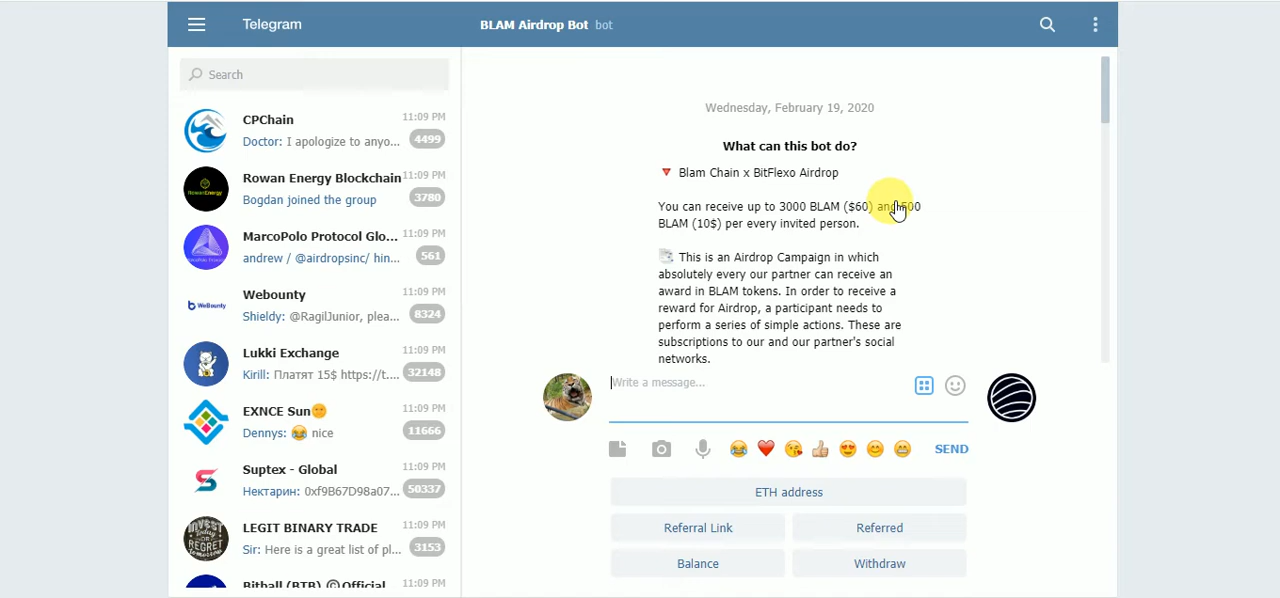 Telegram
BLAM Airdrop Bot bot
Search
CPChain 11:09 PM
Doctor: I apologize to anyo... 4499
Rowan Energy Blockchain 11:09 PM
Bogdan joined the group 3780
MarcoPolo Protocol Glo... 11:09 PM
andrew / @airdropsinc/ hin... 561
Webounty 11:09 PM
Shieldy: @RagilJunior, plea... 8324
Lukki Exchange 11:09 PM
Kirill: Платят 15$ https://t.... 32148
EXNCE Sun🌞 11:09 PM
Dennys: 😂 nice 11666
Suptex - Global 11:09 PM
Нектарин: 0xf9B67D98a07... 50337
LEGIT BINARY TRADE 11:09 PM
Sir: Here is a great list of pl... 3153
Bitball (BTB) ©Official 11:09 PM
WeBounty
RowanEnergy
INVEST
REGRET
TOMORROW
Wednesday, February 19, 2020
What can this bot do?
🔻 Blam Chain x BitFlexo Airdrop
You can receive up to 3000 BLAM ($60) and 500
BLAM (10$) per every invited person.
This is an Airdrop Campaign in which
absolutely every our partner can receive an
award in BLAM tokens. In order to receive a
reward for Airdrop, a participant needs to
perform a series of simple actions. These are
subscriptions to our and our partner's social
networks.
Write a message...
SEND
ETH address
Referral Link Referred
Balance Withdraw